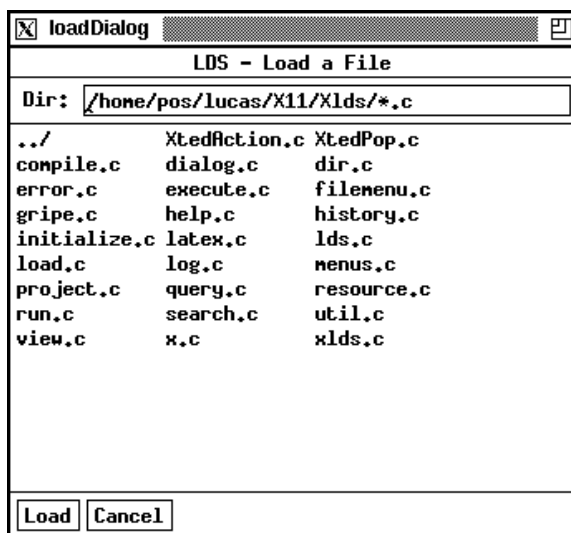 loadDialog
LDS - Load a File
Dir: /home/pos/lucas/X11/Xlds/*.c
../ XtedAction.c XtedPop.c
compile.c dialog.c dir.c
error.c execute.c filemenu.c
gripe.c help.c history.c
initialize.c latex.c lds.c
load.c log.c menus.c
project.c query.c resource.c
run.c search.c util.c
view.c x.c xlds.c
Load Cancel